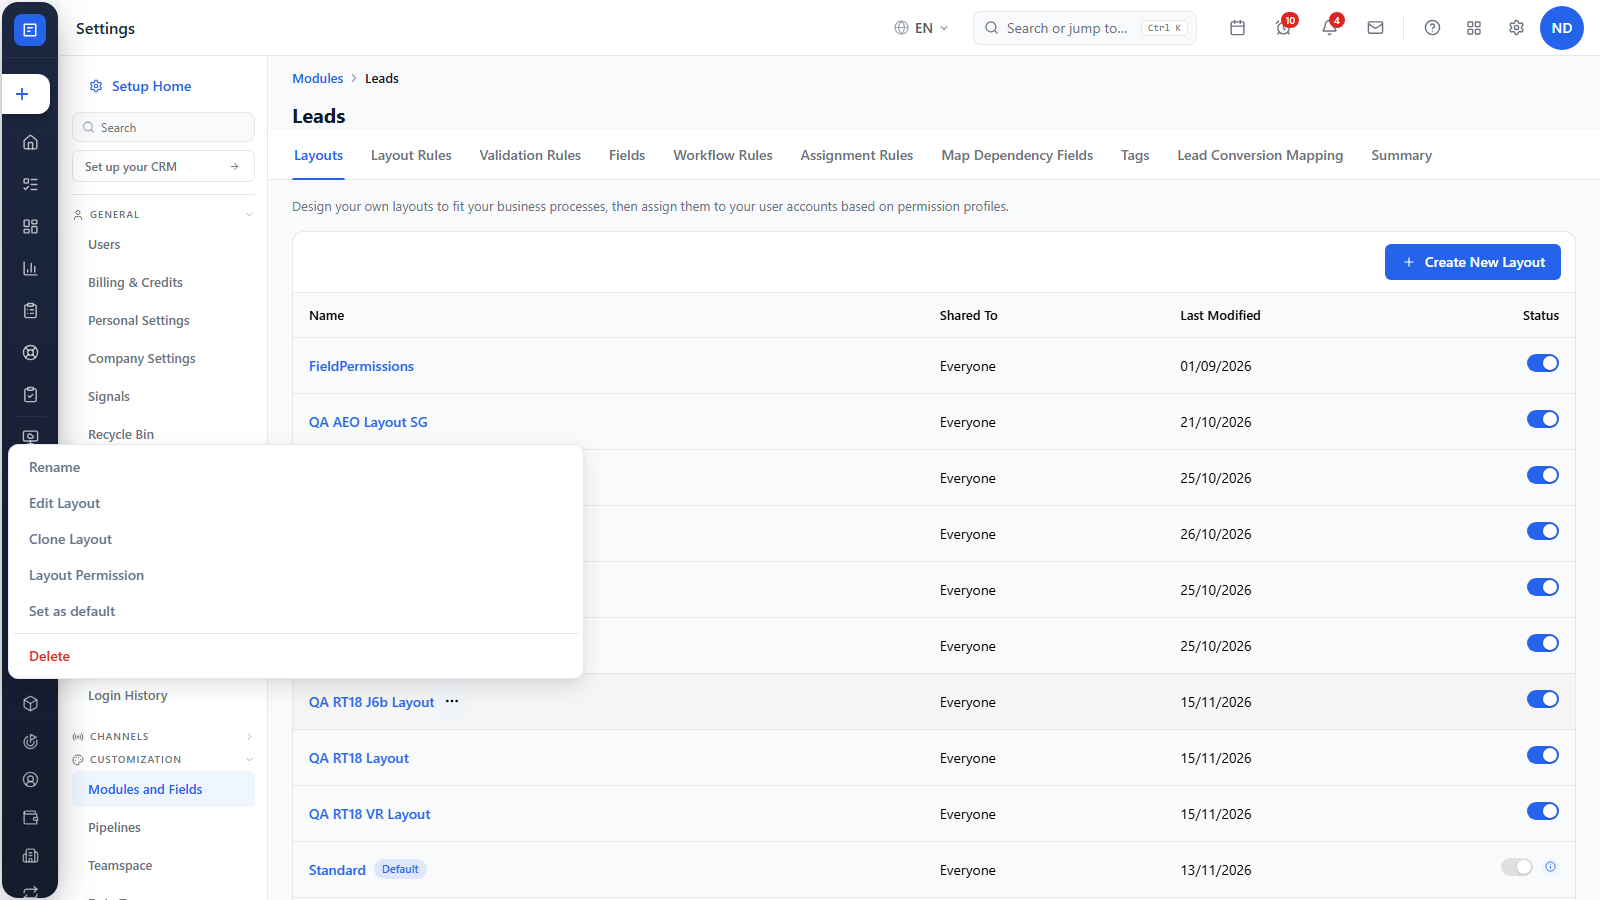 Settings
EN
Search or jump to...
Ctrl K
10
4
ND
Setup Home
Search
Set up your CRM
GENERAL
Users
Billing & Credits
Personal Settings
Company Settings
Signals
Recycle Bin
Rename
Edit Layout
Clone Layout
Layout Permission
Set as default
Delete
Login History
CHANNELS
CUSTOMIZATION
Modules and Fields
Pipelines
Teamspace
Modules
Leads
Leads
Layouts
Layout Rules
Validation Rules
Fields
Workflow Rules
Assignment Rules
Map Dependency Fields
Tags
Lead Conversion Mapping
Summary
Design your own layouts to fit your business processes, then assign them to your user accounts based on permission profiles.
Create New Layout
Name Shared To Last Modified Status
FieldPermissions Everyone 01/09/2026
QA AEO Layout SG Everyone 21/10/2026
Everyone 25/10/2026
Everyone 26/10/2026
Everyone 25/10/2026
Everyone 25/10/2026
QA RT18 J6b Layout Everyone 15/11/2026
QA RT18 Layout Everyone 15/11/2026
QA RT18 VR Layout Everyone 15/11/2026
Standard Default Everyone 13/11/2026